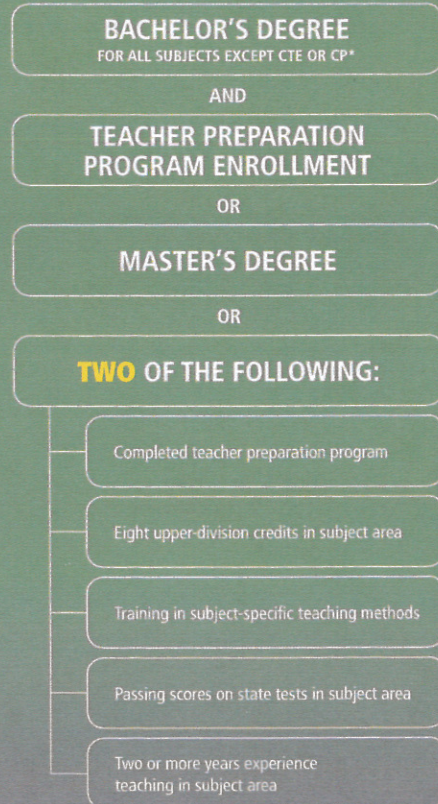 BACHELOR'S DEGREE
FOR ALL SUBJECTS EXCEPT CTE OR CP*
AND
TEACHER PREPARATION
PROGRAM ENROLLMENT
OR
MASTER'S DEGREE
OR
TWO OF THE FOLLOWING:
Completed teacher preparation program
Eight upper-division credits in subject area
Training in subject-specific teaching methods
Passing scores on state tests in subject area
Two or more years experience
teaching in subject area